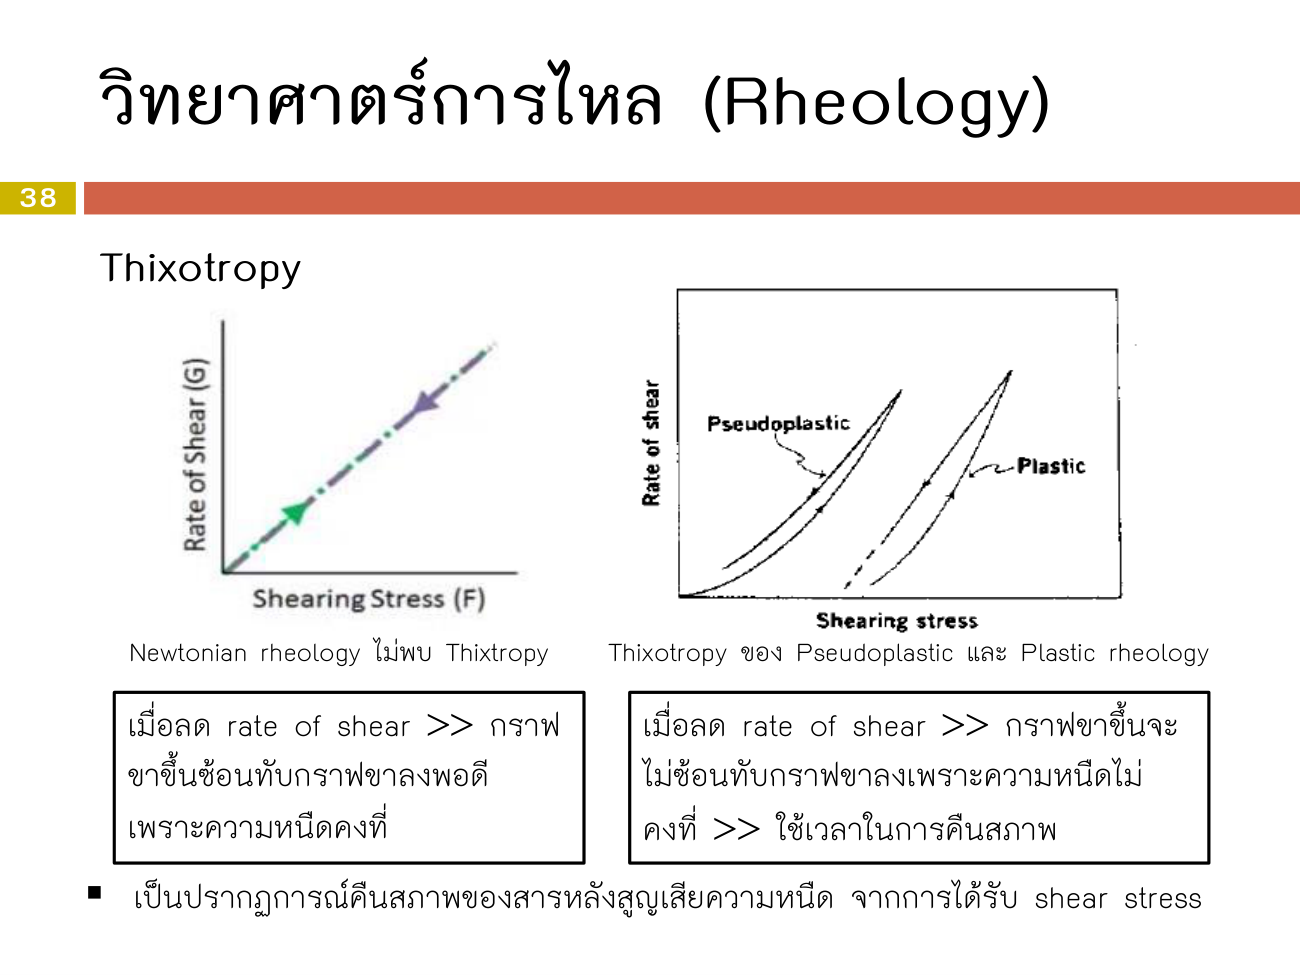 วิทยาศาตร์การไหล (Rheology)
38
Thixotropy
Rate of Shear (G)
Shearing Stress (F)
Rate of shear
Pseudoplastic
Plastic
Shearing stress
Newtonian rheology ไม่พบ Thixtropy
Thixotropy ของ Pseudoplastic และ Plastic rheology
เมื่อลด rate of shear >> กราฟ
ขาขึ้นซ้อนทับกราฟขาลงพอดี
เพราะความหนืดคงที่
เมื่อลด rate of shear >> กราฟขาขึ้นจะ
ไม่ซ้อนทับกราฟขาลงเพราะความหนืดไม่
คงที่ >> ใช้เวลาในการคืนสภาพ
▪ เป็นปรากฏการณ์คืนสภาพของสารหลังสูญเสียความหนืด จากการได้รับ shear stress